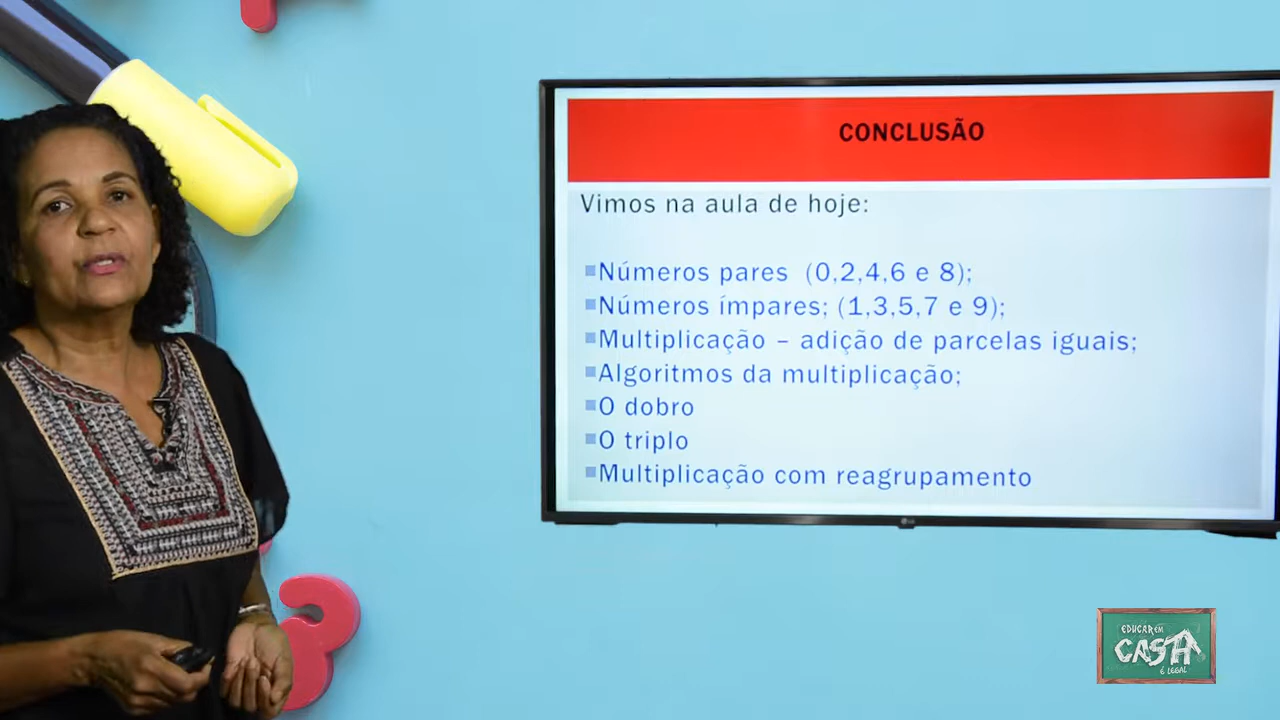 CONCLUSÃO
Vimos na aula de hoje:
Números pares (0,2,4,6 e 8);
Números ímpares; (1,3,5,7 e 9);
Multiplicação – adição de parcelas iguais;
Algoritmos da multiplicação;
O dobro
O triplo
Multiplicação com reagrupamento
LG
EDUCAR EM
CASA
É LEGAL